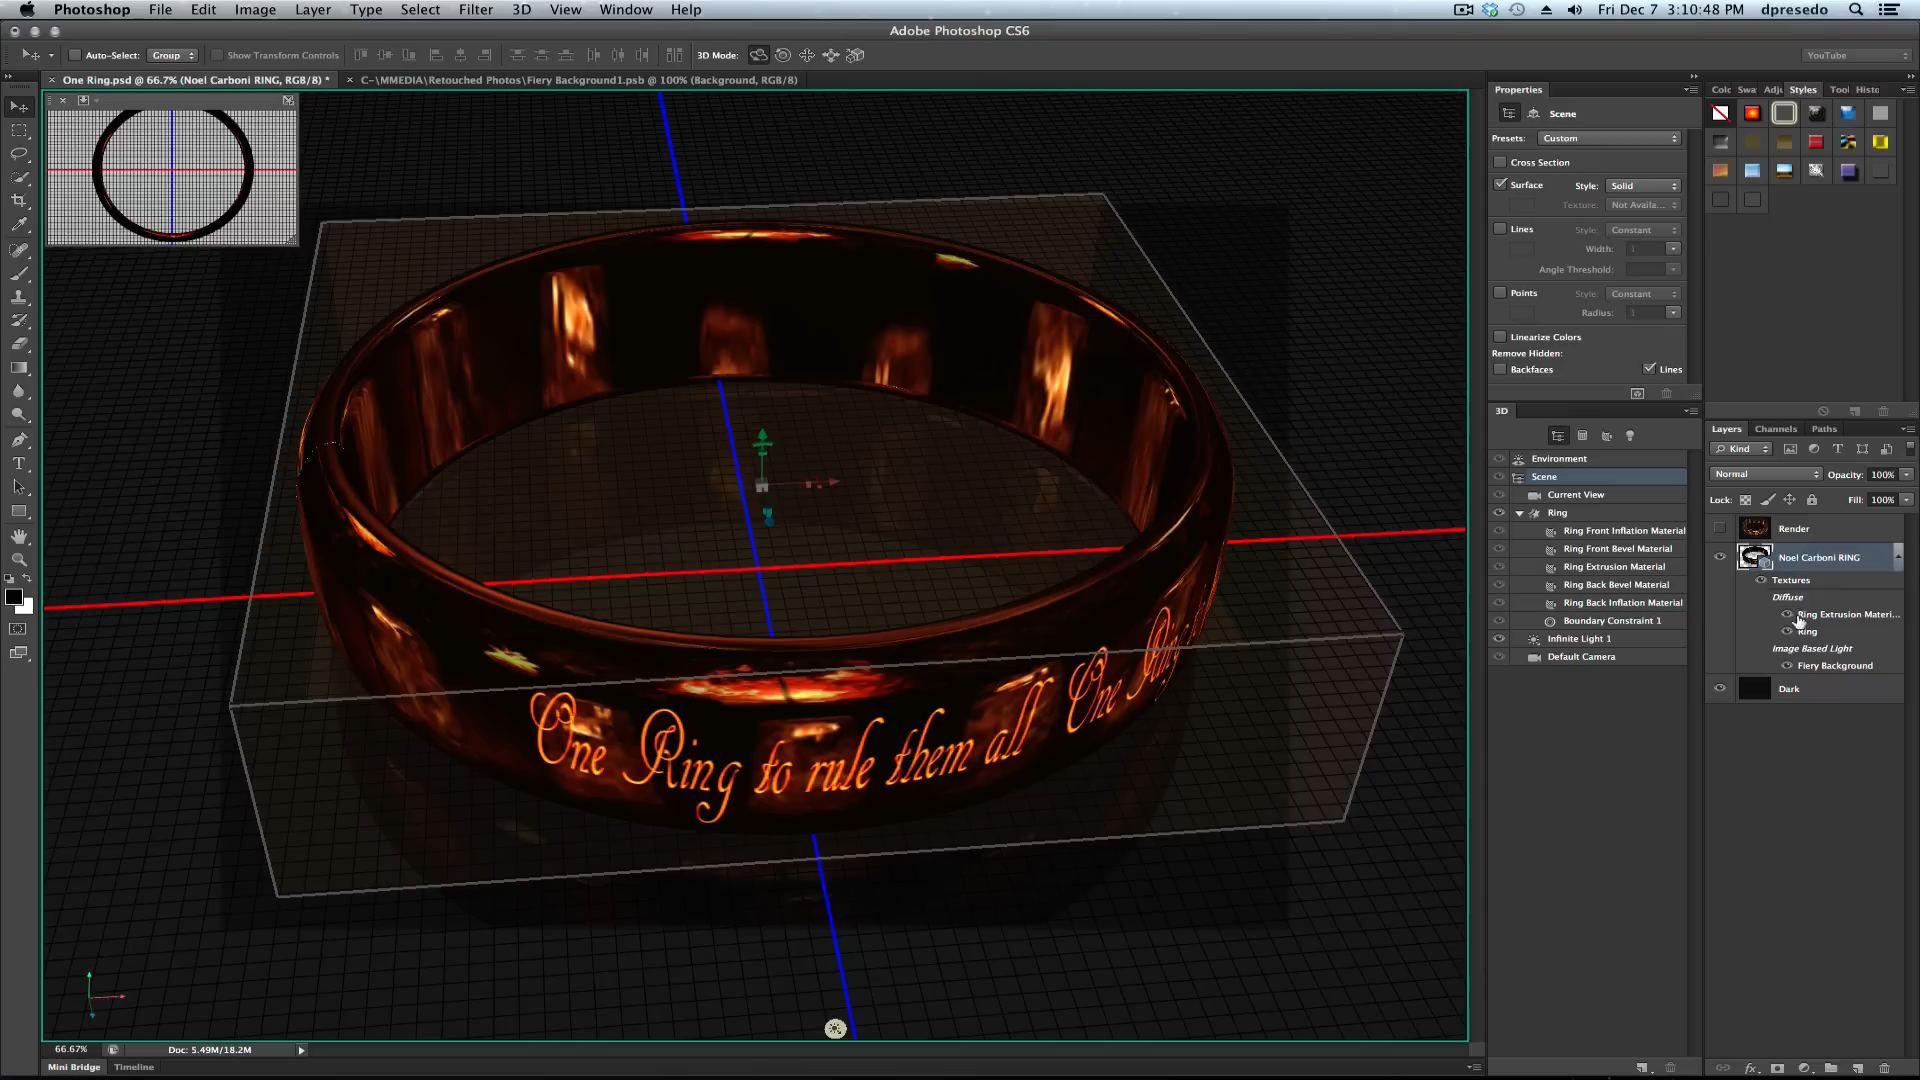 Photoshop File Edit Image Layer Type Select Filter 3D View Window Help Fri Dec 7 3:10:48 PM dpresedo
Adobe Photoshop CS6
Auto-Select: Group Show Transform Controls 3D Mode: YouTube
One Ring.psd @ 66.7% (Noel Carboni RING, RGB/8) * C-\MMEDIA\Retouched Photos\Fiery Background1.psb @ 100% (Background, RGB/8)
Properties
Scene
Presets: Custom
Cross Section
Surface Style: Solid
Texture: Not Availa...
Lines Style: Constant
Width: 1
Angle Threshold:
Points Style: Constant
Radius: 1
Linearize Colors
Remove Hidden:
Backfaces Lines
3D
Environment
Scene
Current View
Ring
Ring Front Inflation Material
Ring Front Bevel Material
Ring Extrusion Material
Ring Back Bevel Material
Ring Back Inflation Material
Boundary Constraint 1
Infinite Light 1
Default Camera
Colc Swa Adju Styles Tool Histo
Layers Channels Paths
Kind
Normal Opacity: 100%
Lock: Fill: 100%
Render
Noel Carboni RING
Textures
Diffuse
Ring Extrusion Materi...
Ring
Image Based Light
Fiery Background
Dark
One Ring to rule them all One Ring
66.67% Doc: 5.49M/18.2M
Mini Bridge Timeline